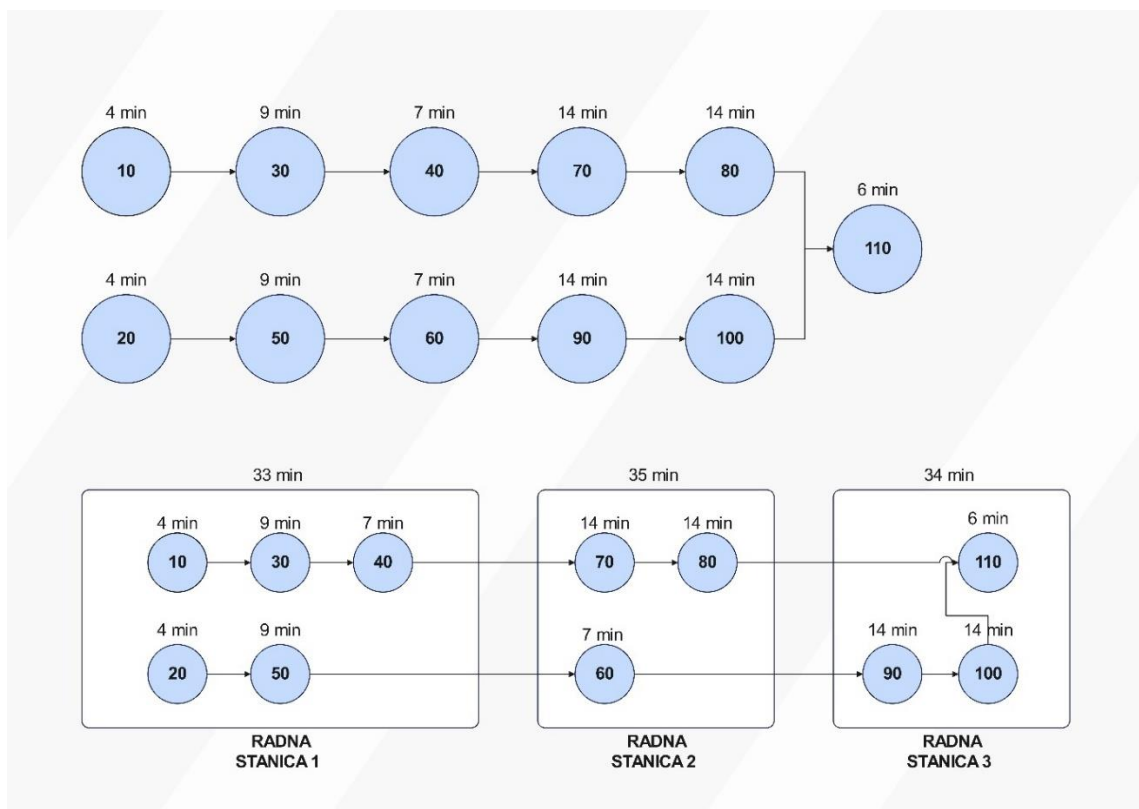 4 min 9 min 7 min 14 min 14 min
10 30 40 70 80
6 min
110
4 min 9 min 7 min 14 min 14 min
20 50 60 90 100
33 min 35 min 34 min
4 min 9 min 7 min 14 min 14 min 6 min
10 30 40 70 80 110
4 min 9 min 7 min 14 min 14 min
20 50 60 90 100
RADNA RADNA RADNA
STANICA 1 STANICA 2 STANICA 3